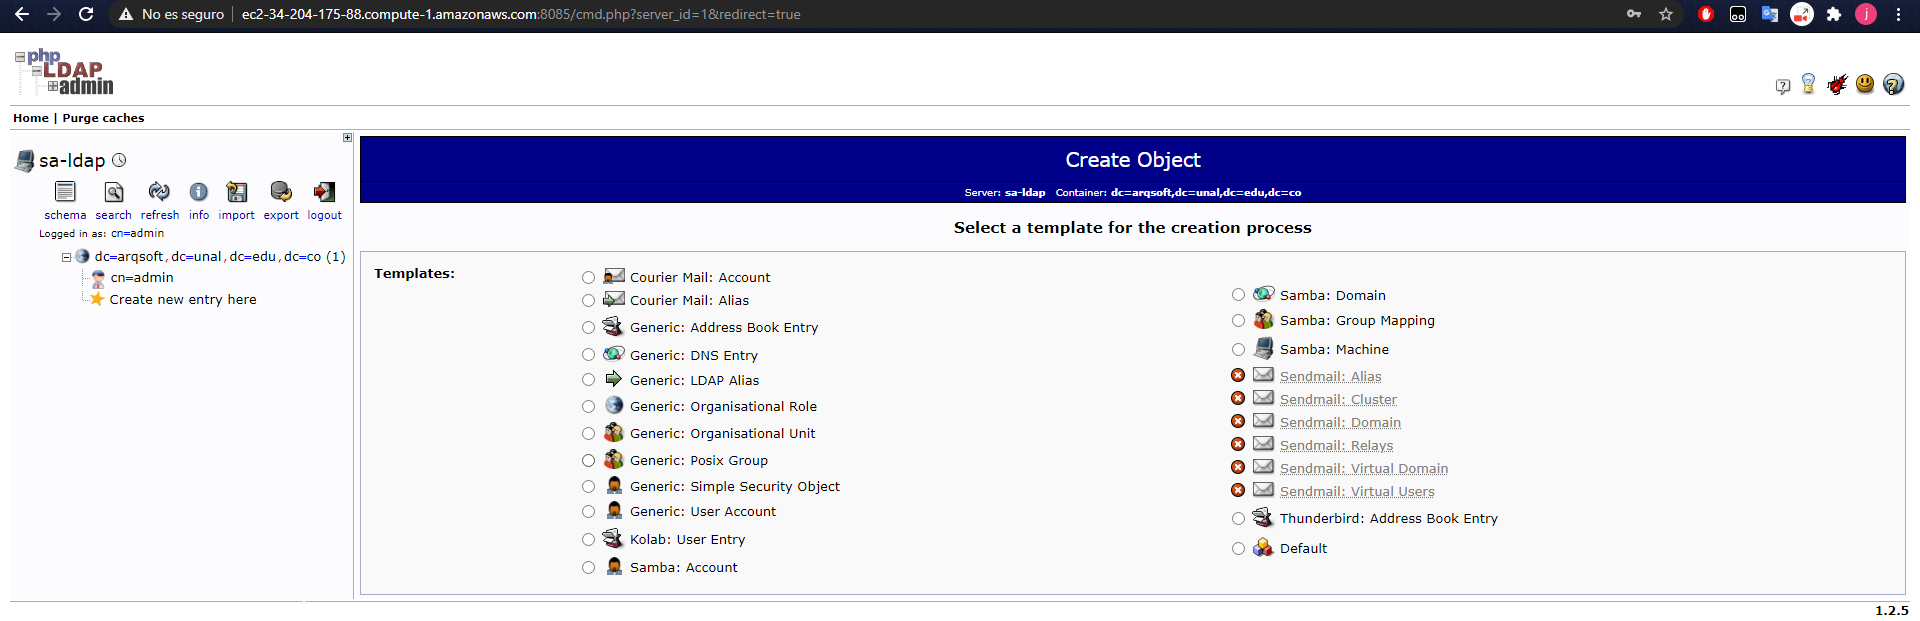 No es seguro ec2-34-204-175-88.compute-1.amazonaws.com:8085/cmd.php?server_id=1&redirect=true
j
php
LDAP
admin
Home | Purge caches
sa-ldap
schema search refresh info import export logout
Logged in as: cn=admin
dc=arqsoft,dc=unal,dc=edu,dc=co (1)
cn=admin
Create new entry here
Create Object
Server: sa-ldap Container: dc=arqsoft,dc=unal,dc=edu,dc=co
Select a template for the creation process
Templates:
Courier Mail: Account
Courier Mail: Alias
Generic: Address Book Entry
Generic: DNS Entry
Generic: LDAP Alias
Generic: Organisational Role
Generic: Organisational Unit
Generic: Posix Group
Generic: Simple Security Object
Generic: User Account
Kolab: User Entry
Samba: Account
Samba: Domain
Samba: Group Mapping
Samba: Machine
Sendmail: Alias
Sendmail: Cluster
Sendmail: Domain
Sendmail: Relays
Sendmail: Virtual Domain
Sendmail: Virtual Users
Thunderbird: Address Book Entry
Default
1.2.5